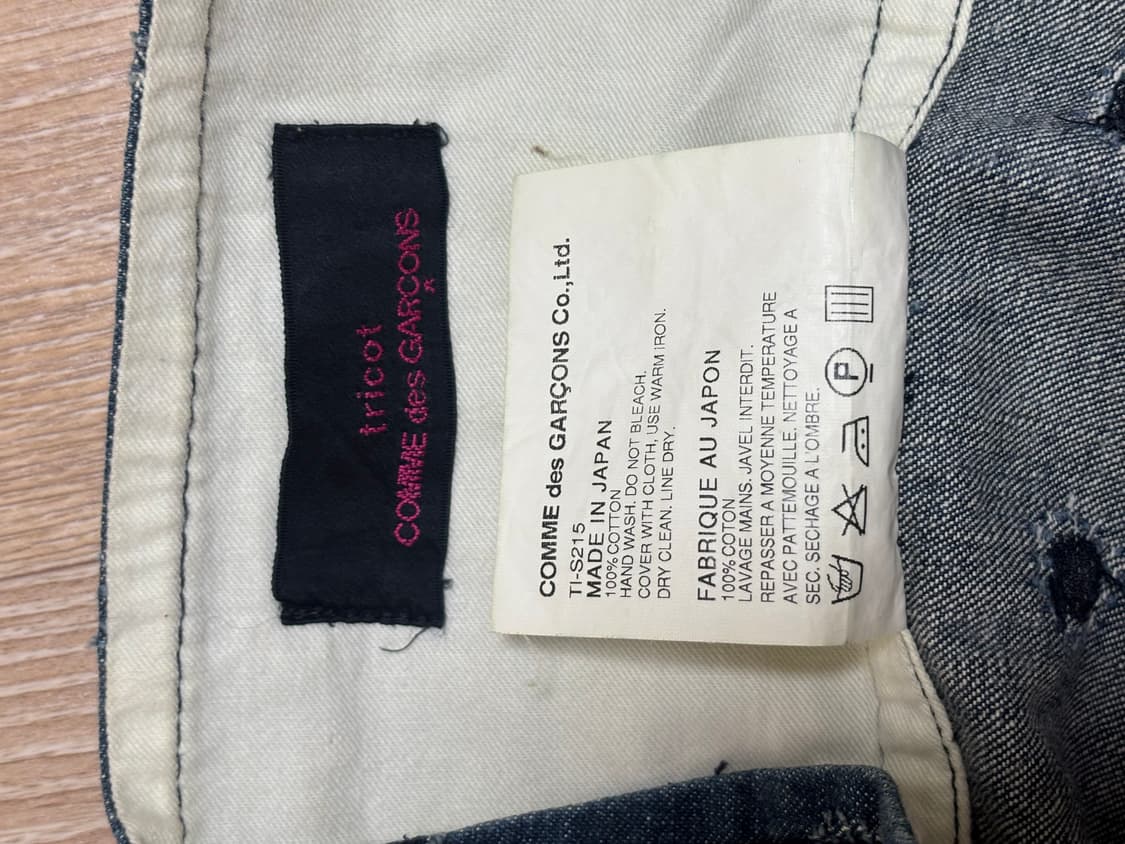 tricot
COMME des GARÇONS
COMME des GARÇONS Co.,Ltd.
TI-S215
MADE IN JAPAN
100% COTTON
HAND WASH. DO NOT BLEACH.
COVER WITH CLOTH, USE WARM IRON.
DRY CLEAN. LINE DRY.
FABRIQUE AU JAPON
100% COTON
LAVAGE MAINS. JAVEL INTERDIT.
REPASSER A MOYENNE TEMPERATURE
AVEC PATTEMOUILLE. NETTOYAGE A
SEC. SECHAGE A L'OMBRE.
P